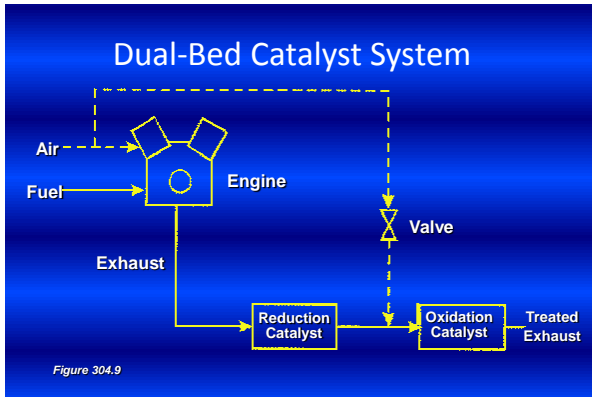 Dual-Bed Catalyst System
Air
Fuel
Engine
Valve
Exhaust
Reduction
Catalyst
Oxidation
Catalyst
Treated
Exhaust
Figure 304.9